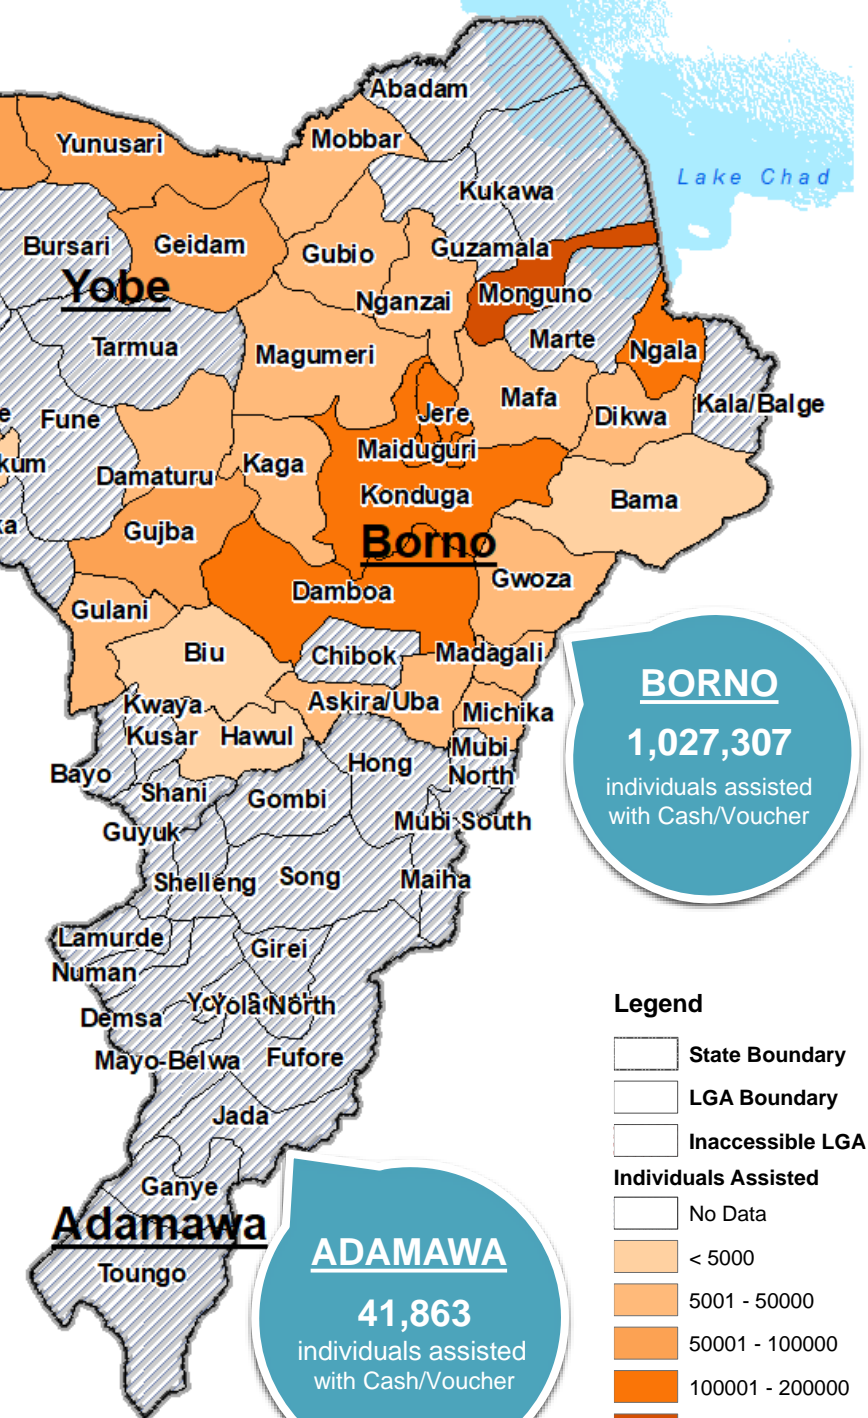 Abadam
Yunusari
Mobbar
Lake Chad
Kukawa
Bursari
Geidam
Gubio
Guzamala
Yobe
Nganzai
Monguno
Tarmua
Magumeri
Marte
Ngala
Mafa
Kala/Balge
Fune
Jere
Dikwa
Maiduguri
kum
Damaturu
Kaga
Konduga
Bama
Gujba
Borno
Damboa
Gwoza
Gulani
Biu
Chibok
Madagali
Askira/Uba
Kwaya
Kusar
Hawul
Michika
Mubi
North
Hong
Bayo
Shani
Gombi
Guyuk
Mubi South
Shelleng
Song
Maiha
Lamurde
Girei
Numan
Yola North
Demsa
Mayo-Belwa
Fufore
Jada
Ganye
Adamawa
Toungo
BORNO
1,027,307
individuals assisted
with Cash/Voucher
ADAMAWA
41,863
individuals assisted
with Cash/Voucher
Legend
State Boundary
LGA Boundary
Inaccessible LGA
Individuals Assisted
No Data
< 5000
5001 - 50000
50001 - 100000
100001 - 200000